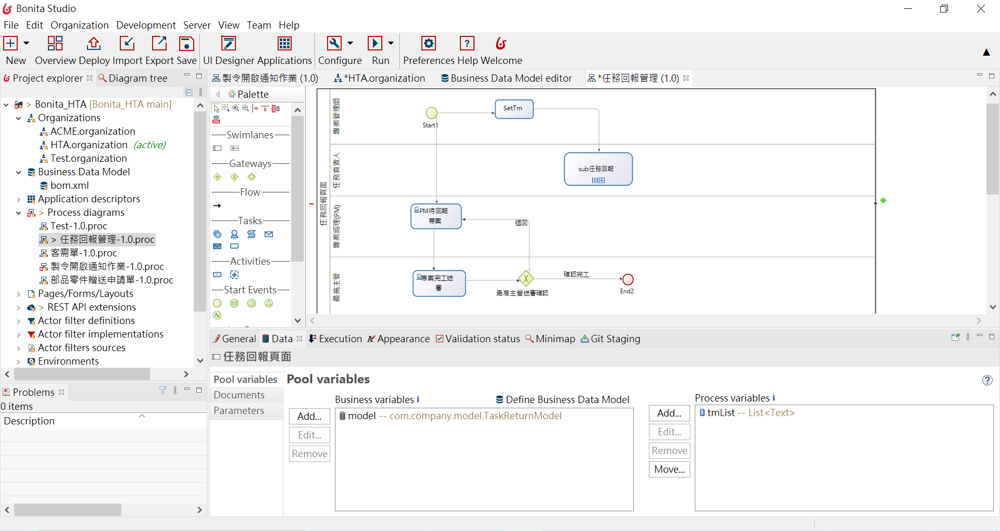 Bonita Studio
File Edit Organization Development Server View Team Help
New Overview Deploy Import Export Save UI Designer Applications Configure Run Preferences Help Welcome
Project explorer Diagram tree
Bonita_HTA [Bonita_HTA main]
Organizations
ACME.organization
HTA.organization (active)
Test.organization
Business Data Model
bom.xml
Application descriptors
> Process diagrams
Test-1.0.proc
> 任務回報管理-1.0.proc
客需單-1.0.proc
製令開啟通知作業-1.0.proc
部品零件贈送申請單-1.0.proc
Pages/Forms/Layouts
> REST API extensions
Actor filter definitions
Actor filter implementations
Actor filters sources
Environments
Problems
0 items
Description
製令開啟通知作業 (1.0) *HTA.organization Business Data Model editor *任務回報管理 (1.0)
Palette
Swimlanes
Gateways
Flow
Tasks
Activities
Start Events
任務回報頁面
專案管理師
Start1
SetTm
任務負責人
sub任務回報
專案經理(PM)
PM待回報
專案
退回
最高主管
專案完工送
審
最高主管送審確認
確認完工
End2
General Data Execution Appearance Validation status Minimap Git Staging
任務回報頁面
Pool variables
Documents
Parameters
Pool variables
Business variables Define Business Data Model
Add...
Edit...
Remove
model -- com.company.model.TaskReturnModel
Process variables
Add...
Edit...
Remove
Move...
tmList -- List<Text>